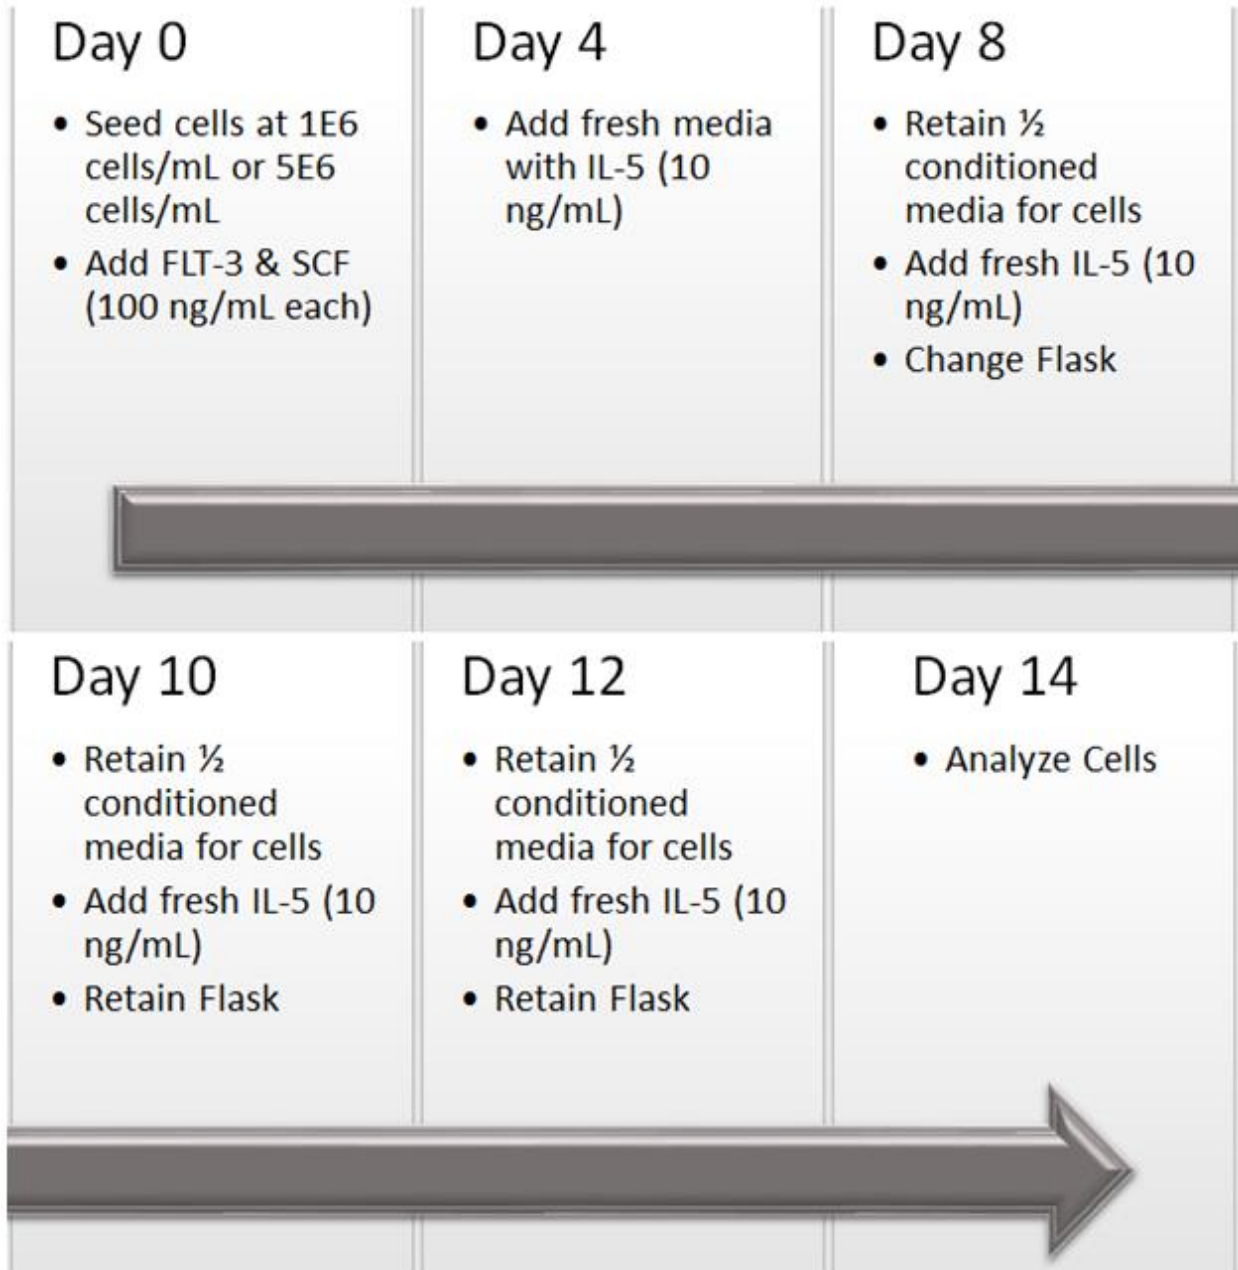 Day 0
• Seed cells at 1E6
cells/mL or 5E6
cells/mL
• Add FLT-3 & SCF
(100 ng/mL each)
Day 4
• Add fresh media
with IL-5 (10
ng/mL)
Day 8
• Retain ½
conditioned
media for cells
• Add fresh IL-5 (10
ng/mL)
• Change Flask
Day 10
• Retain ½
conditioned
media for cells
• Add fresh IL-5 (10
ng/mL)
• Retain Flask
Day 12
• Retain ½
conditioned
media for cells
• Add fresh IL-5 (10
ng/mL)
• Retain Flask
Day 14
• Analyze Cells